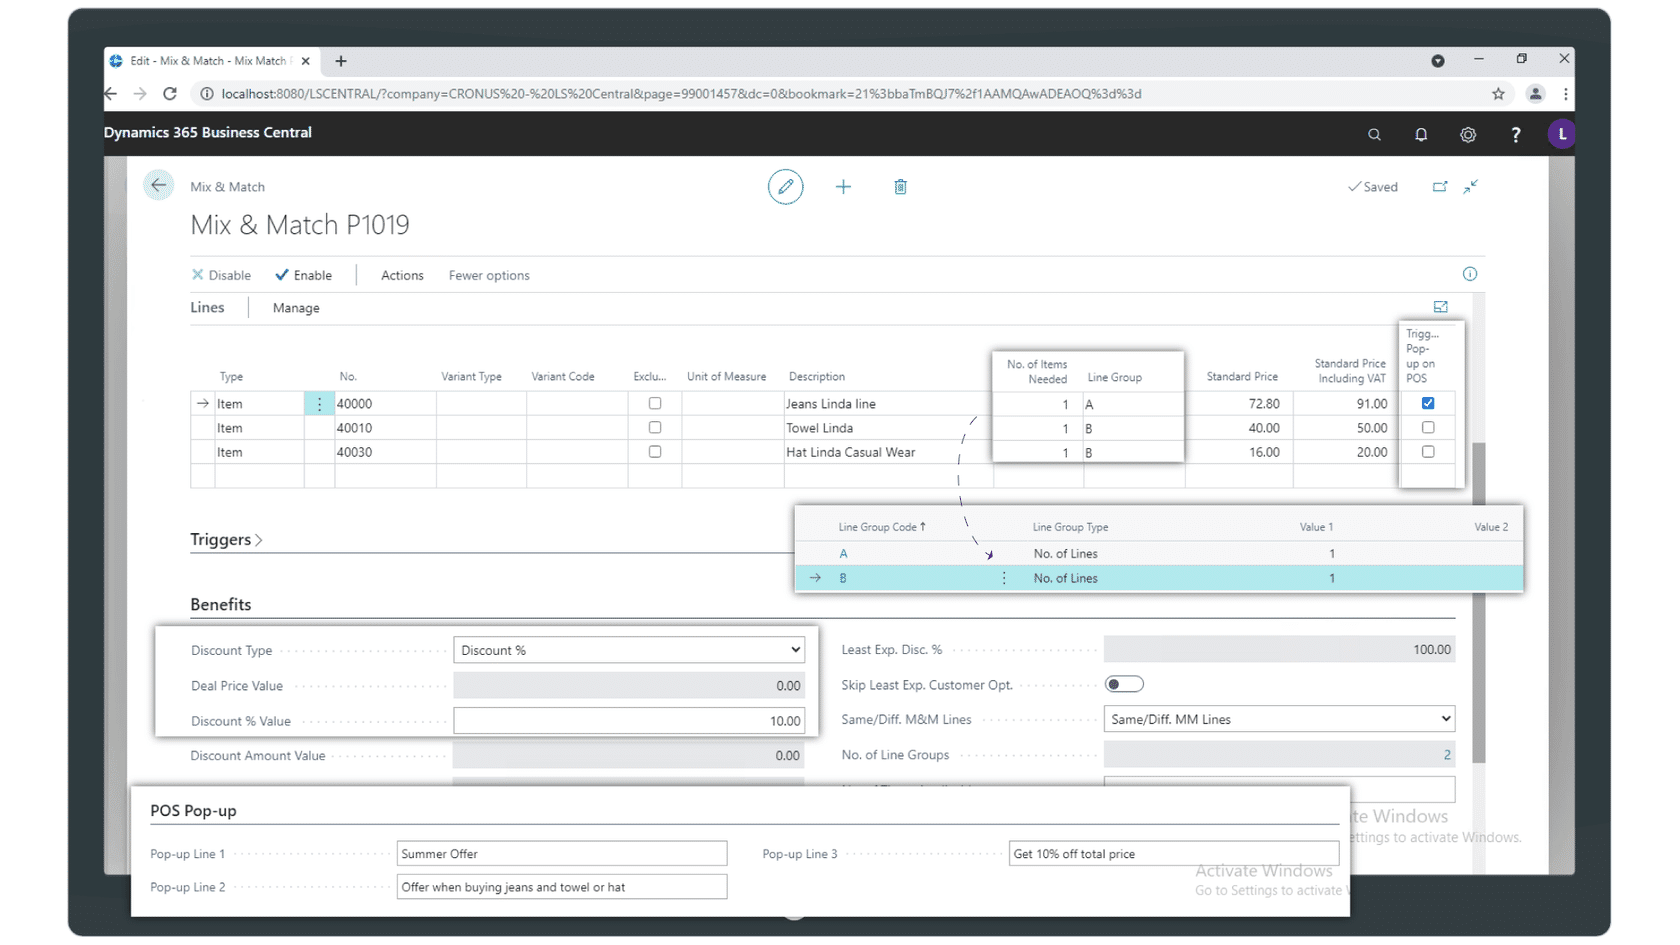 Edit - Mix & Match - Mix Match
localhost:8080/LSCENTRAL/?company=CRONUS%20-%20LS%20Central&page=99001457&dc=0&bookmark=21%3bbaTmBQJ7%2f1AAMQAwADEAOQ%3d%3d
Dynamics 365 Business Central
?
L
Mix & Match
Saved
Mix & Match P1019
Disable
Enable
Actions
Fewer options
Lines
Manage
Type
No.
Variant Type
Variant Code
Exclu...
Unit of Measure
Description
No. of Items Needed
Line Group
Standard Price
Standard Price Including VAT
Trigg... Pop-up on POS
Item 40000 Jeans Linda line 1 A 72.80 91.00
Item 40010 Towel Linda 1 B 40.00 50.00
Item 40030 Hat Linda Casual Wear 1 B 16.00 20.00
Triggers
Line Group Code Line Group Type Value 1 Value 2
A No. of Lines 1
B No. of Lines 1
Benefits
Discount Type Discount %
Deal Price Value 0.00
Discount % Value 10.00
Discount Amount Value 0.00
Least Exp. Disc. % 100.00
Skip Least Exp. Customer Opt.
Same/Diff. M&M Lines Same/Diff. MM Lines
No. of Line Groups 2
POS Pop-up
Pop-up Line 1 Summer Offer
Pop-up Line 2 Offer when buying jeans and towel or hat
Pop-up Line 3 Get 10% off total price
Activate Windows
Go to Settings to activate
te Windows
ettings to activate Windows.